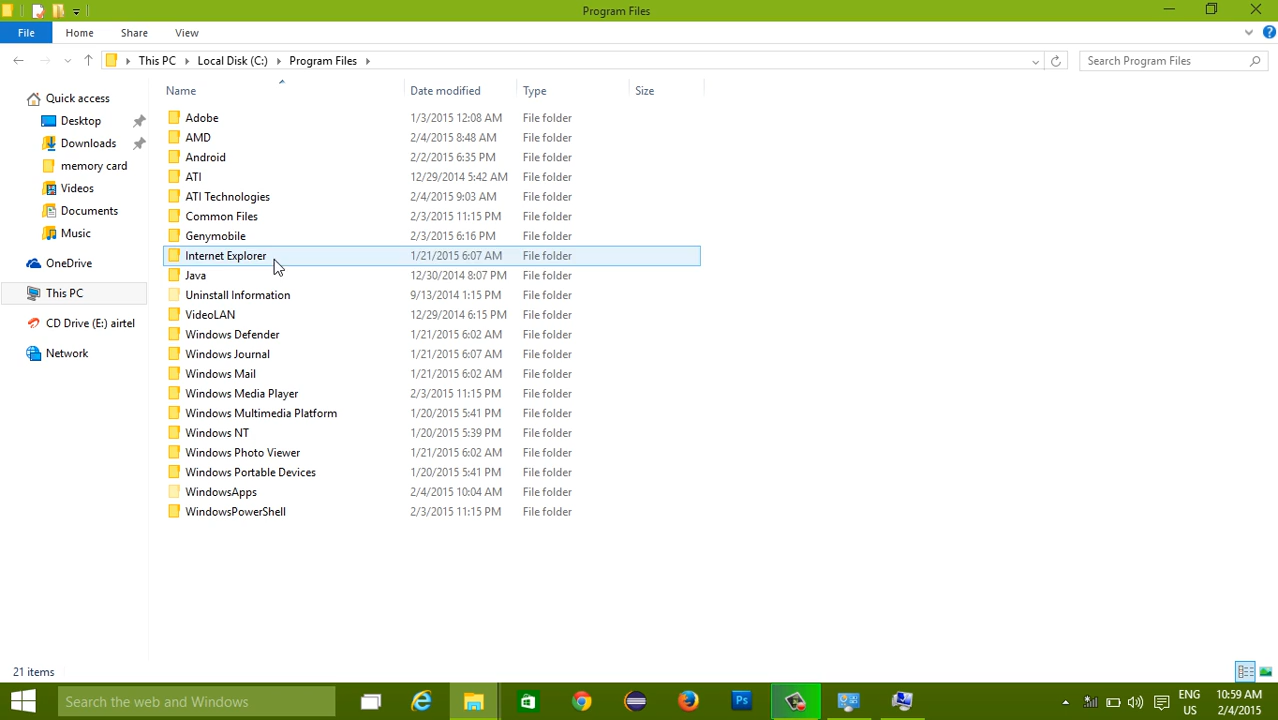 Program Files
File Home Share View
This PC Local Disk (C:) Program Files
Search Program Files
Name Date modified Type Size
Quick access
Desktop
Downloads
memory card
Videos
Documents
Music
OneDrive
This PC
CD Drive (E:) airtel
Network
Adobe 1/3/2015 12:08 AM File folder
AMD 2/4/2015 8:48 AM File folder
Android 2/2/2015 6:35 PM File folder
ATI 12/29/2014 5:42 AM File folder
ATI Technologies 2/4/2015 9:03 AM File folder
Common Files 2/3/2015 11:15 PM File folder
Genymobile 2/3/2015 6:16 PM File folder
Internet Explorer 1/21/2015 6:07 AM File folder
Java 12/30/2014 8:07 PM File folder
Uninstall Information 9/13/2014 1:15 PM File folder
VideoLAN 12/29/2014 6:15 PM File folder
Windows Defender 1/21/2015 6:02 AM File folder
Windows Journal 1/21/2015 6:07 AM File folder
Windows Mail 1/21/2015 6:02 AM File folder
Windows Media Player 2/3/2015 11:15 PM File folder
Windows Multimedia Platform 1/20/2015 5:41 PM File folder
Windows NT 1/20/2015 5:39 PM File folder
Windows Photo Viewer 1/21/2015 6:02 AM File folder
Windows Portable Devices 1/20/2015 5:41 PM File folder
WindowsApps 2/4/2015 10:04 AM File folder
WindowsPowerShell 2/3/2015 11:15 PM File folder
21 items
Search the web and Windows
Ps
ENG 10:59 AM
US 2/4/2015